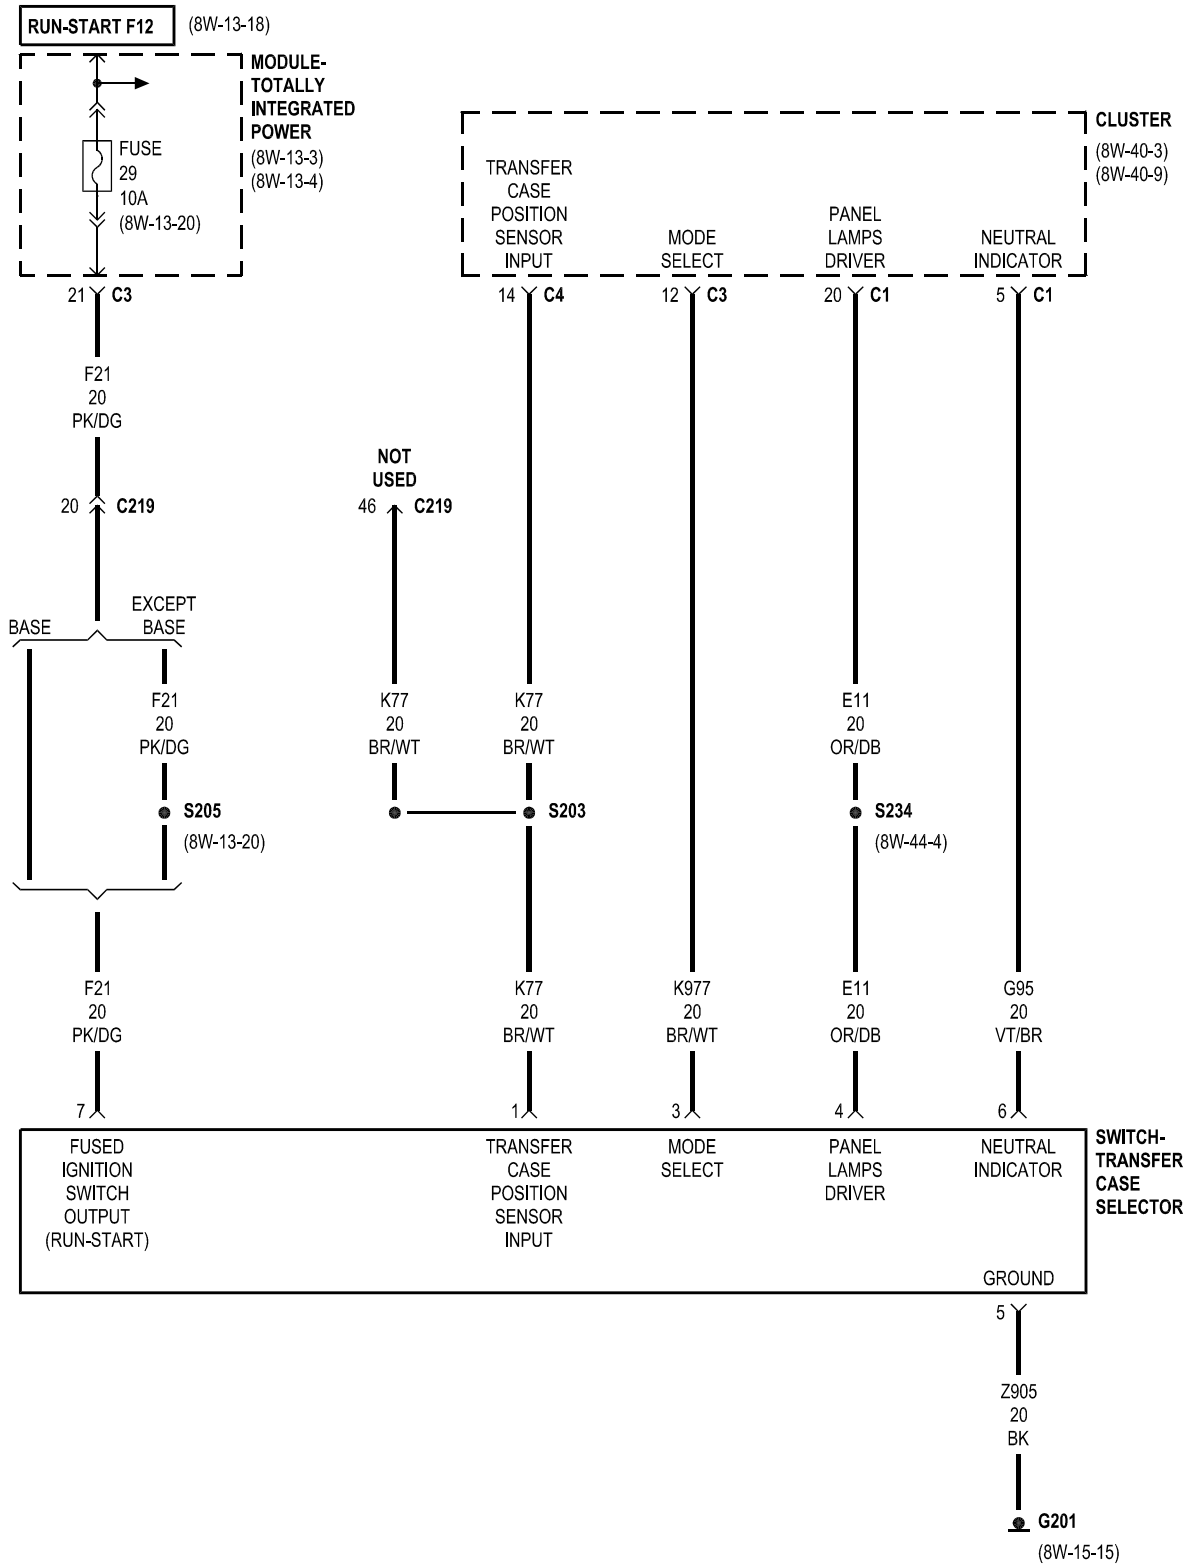 RUN-START F12
(8W-13-18)
MODULE-
TOTALLY
INTEGRATED
POWER
(8W-13-3)
(8W-13-4)
FUSE
29
10A
(8W-13-20)
21
C3
CLUSTER
(8W-40-3)
(8W-40-9)
TRANSFER
CASE
POSITION
SENSOR
INPUT
MODE
SELECT
PANEL
LAMPS
DRIVER
NEUTRAL
INDICATOR
14
C4
12
C3
20
C1
5
C1
F21
20
PK/DG
20
C219
NOT
USED
46
C219
BASE
EXCEPT
BASE
F21
20
PK/DG
K77
20
BR/WT
K77
20
BR/WT
E11
20
OR/DB
S205
(8W-13-20)
S203
S234
(8W-44-4)
F21
20
PK/DG
K77
20
BR/WT
K977
20
BR/WT
E11
20
OR/DB
G95
20
VT/BR
7
1
3
4
6
FUSED
IGNITION
SWITCH
OUTPUT
(RUN-START)
TRANSFER
CASE
POSITION
SENSOR
INPUT
MODE
SELECT
PANEL
LAMPS
DRIVER
NEUTRAL
INDICATOR
SWITCH-
TRANSFER
CASE
SELECTOR
GROUND
5
Z905
20
BK
G201
(8W-15-15)